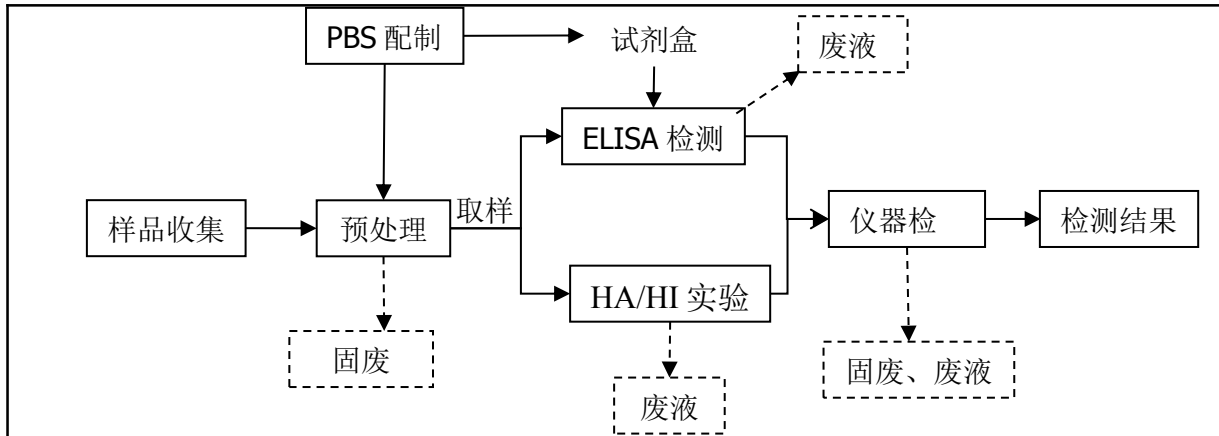 PBS 配制
试剂盒
废液
ELISA 检测
样品收集
预处理
取样
仪器检
检测结果
HA/HI 实验
固废
废液
固废、废液